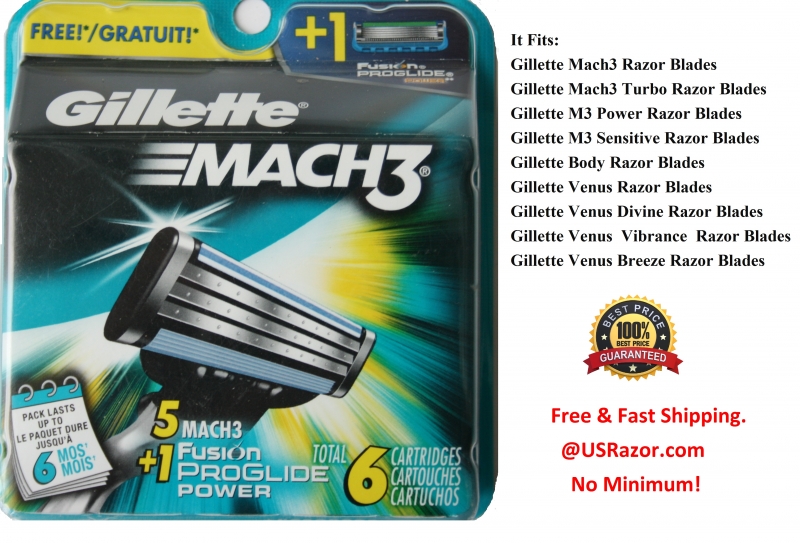 FREE!*/GRATUIT!*
+1
Fusion
PROGLIDE
Gillette®
MACH3®
PACK LASTS
UP TO
LE PAQUET DURE
JUSQU'À
6 MOS*
MOIS*
5 MACH3
+1 Fusion
PROGLIDE
POWER
TOTAL 6 CARTRIDGES
CARTOUCHES
CARTUCHOS
It Fits:
Gillette Mach3 Razor Blades
Gillette Mach3 Turbo Razor Blades
Gillette M3 Power Razor Blades
Gillette M3 Sensitive Razor Blades
Gillette Body Razor Blades
Gillette Venus Razor Blades
Gillette Venus Divine Razor Blades
Gillette Venus Vibrance Razor Blades
Gillette Venus Breeze Razor Blades
BEST PRICE
100%
BEST PRICE
GUARANTEED
Free & Fast Shipping.
@USRazor.com
No Minimum!